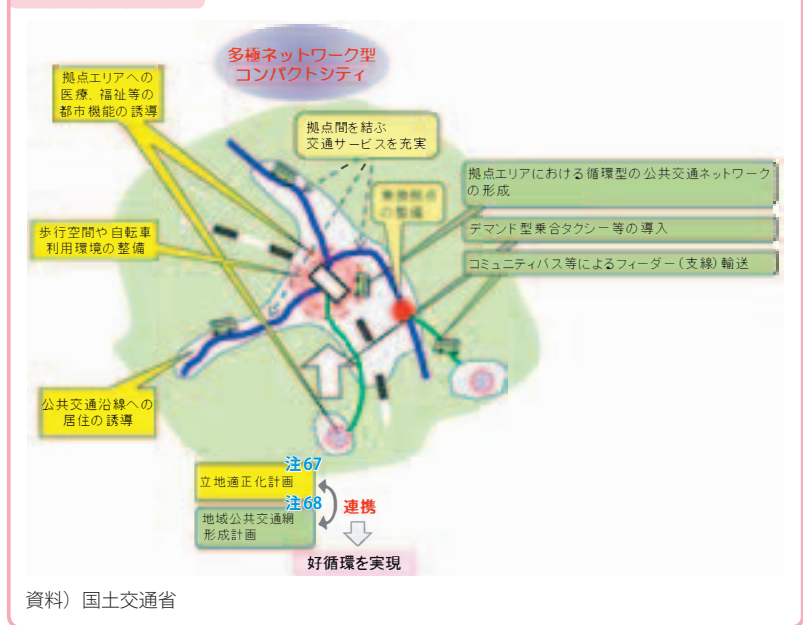 多極ネットワーク型
コンパクトシティ
拠点エリアへの
医療、福祉等の
都市機能の誘導
拠点間を結ぶ
交通サービスを充実
の整備
拠点エリアにおける循環型の公共交通ネットワーク
の形成
歩行空間や自転車
利用環境の整備
デマンド型乗合タクシー等の導入
コミュニティバス等によるフィーダー(支線)輸送
公共交通沿線への
居住の誘導
注67
立地適正化計画
注68
連携
地域公共交通網
形成計画
好循環を実現
資料)国土交通省